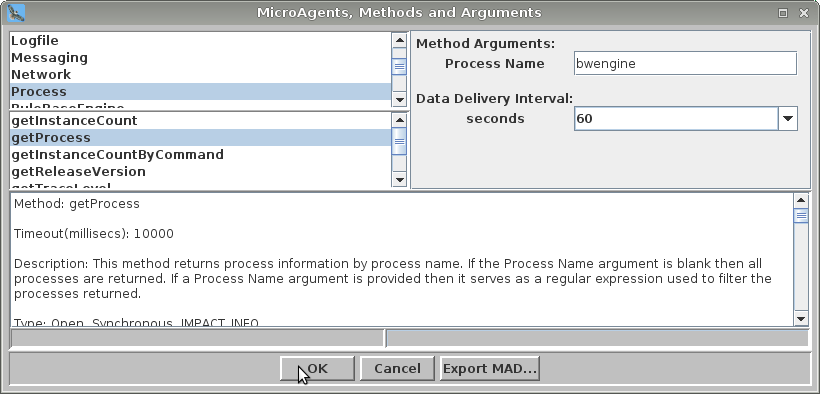 MicroAgents, Methods and Arguments
Logfile
Messaging
Network
Process
RuleBaseEngine
getInstanceCount
getProcess
getInstanceCountByCommand
getReleaseVersion
getTraceLevel
Method Arguments:
Process Name bwengine
Data Delivery Interval:
seconds 60
Method: getProcess
Timeout(millisecs): 10000
Description: This method returns process information by process name. If the Process Name argument is blank then all
processes are returned. If a Process Name argument is provided then it serves as a regular expression used to filter the
processes returned.
Type: Open, Synchronous, IMPACT_INFO
OK Cancel Export MAD...